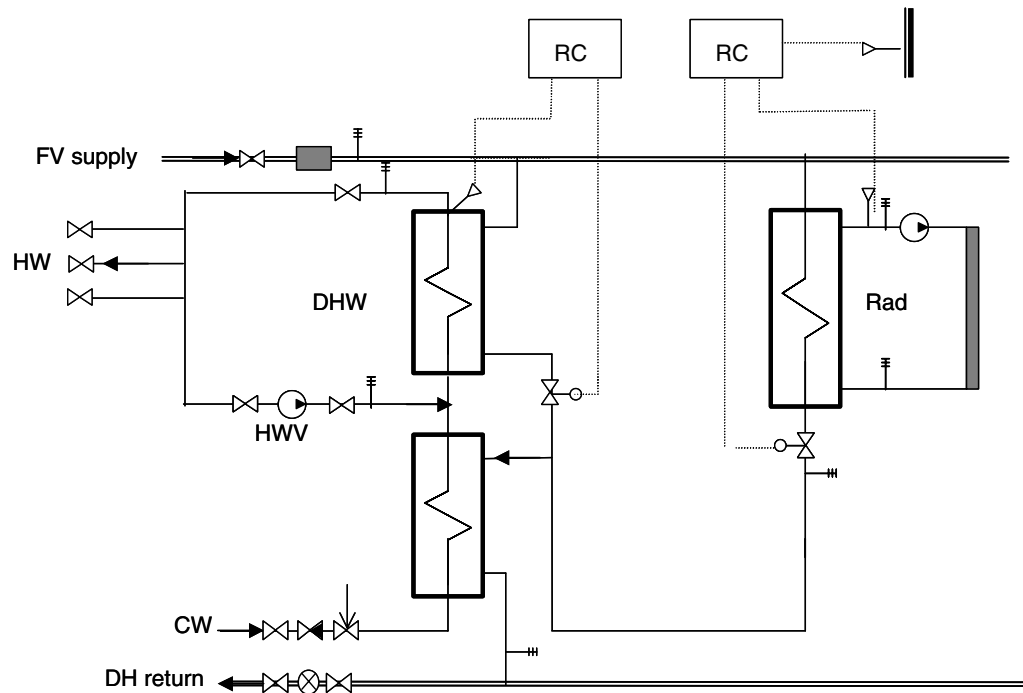 RC
RC
FV supply
HW
DHW
Rad
HWV
CW
DH return